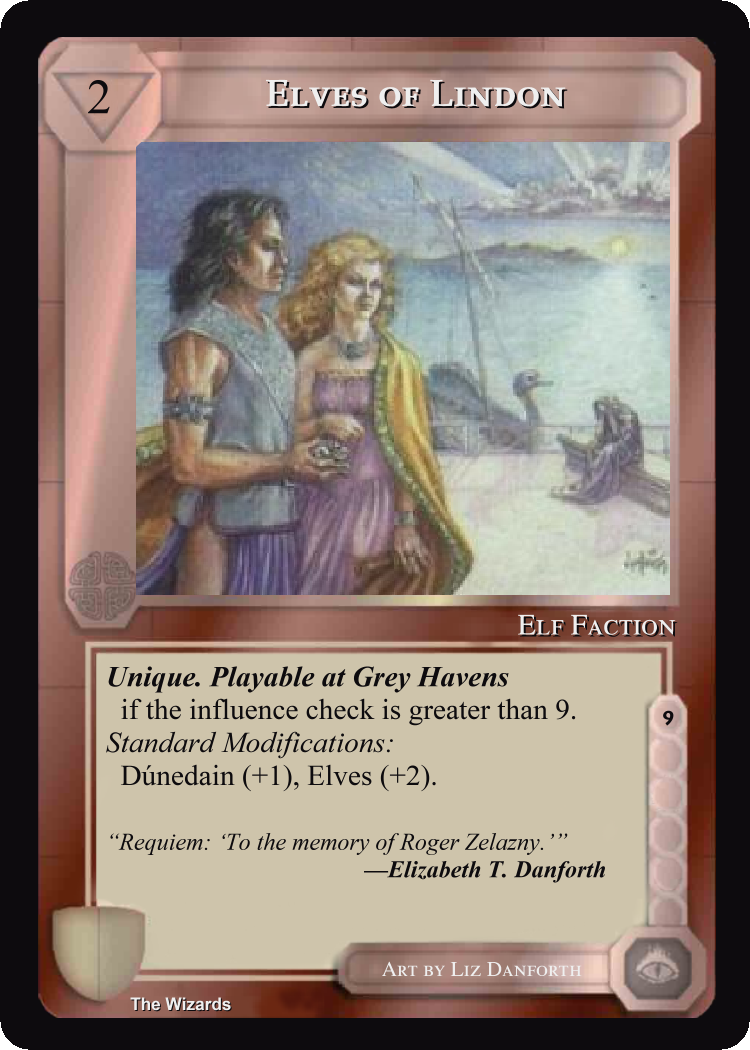 2
Elves of Lindon
Elf Faction
Unique. Playable at Grey Havens
if the influence check is greater than 9.
Standard Modifications:
Dúnedain (+1), Elves (+2).
“Requiem: ‘To the memory of Roger Zelazny.’”
—Elizabeth T. Danforth
9
Art by Liz Danforth
The Wizards